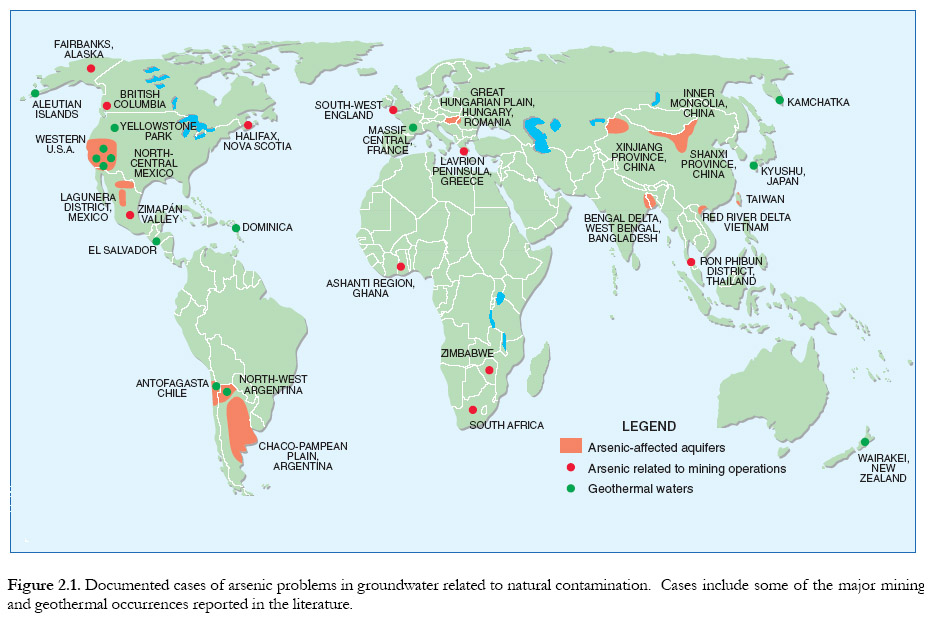 FAIRBANKS,
ALASKA
ALEUTIAN
ISLANDS
BRITISH
COLUMBIA
YELLOWSTONE
PARK
WESTERN
U.S.A.
HALIFAX,
NOVA SCOTIA
NORTH-
CENTRAL
MEXICO
LAGUNERA
DISTRICT,
MEXICO
ZIMAPÁN
VALLEY
EL SALVADOR
DOMINICA
SOUTH-WEST
ENGLAND
MASSIF
CENTRAL,
FRANCE
GREAT
HUNGARIAN PLAIN,
HUNGARY,
ROMANIA
LAVRION
PENINSULA,
GREECE
INNER
MONGOLIA,
CHINA
KAMCHATKA
XINJIANG
PROVINCE,
CHINA
SHANXI
PROVINCE,
CHINA
KYUSHU,
JAPAN
TAIWAN
BENGAL DELTA,
WEST BENGAL,
BANGLADESH
RED RIVER DELTA
VIETNAM
RON PHIBUN
DISTRICT,
THAILAND
ASHANTI REGION,
GHANA
ZIMBABWE
SOUTH AFRICA
ANTOFAGASTA
CHILE
NORTH-WEST
ARGENTINA
CHACO-PAMPEAN
PLAIN,
ARGENTINA
WAIRAKEI,
NEW
ZEALAND
LEGEND
Arsenic-affected aquifers
Arsenic related to mining operations
Geothermal waters
Figure 2.1. Documented cases of arsenic problems in groundwater related to natural contamination. Cases include some of the major mining
and geothermal occurrences reported in the literature.